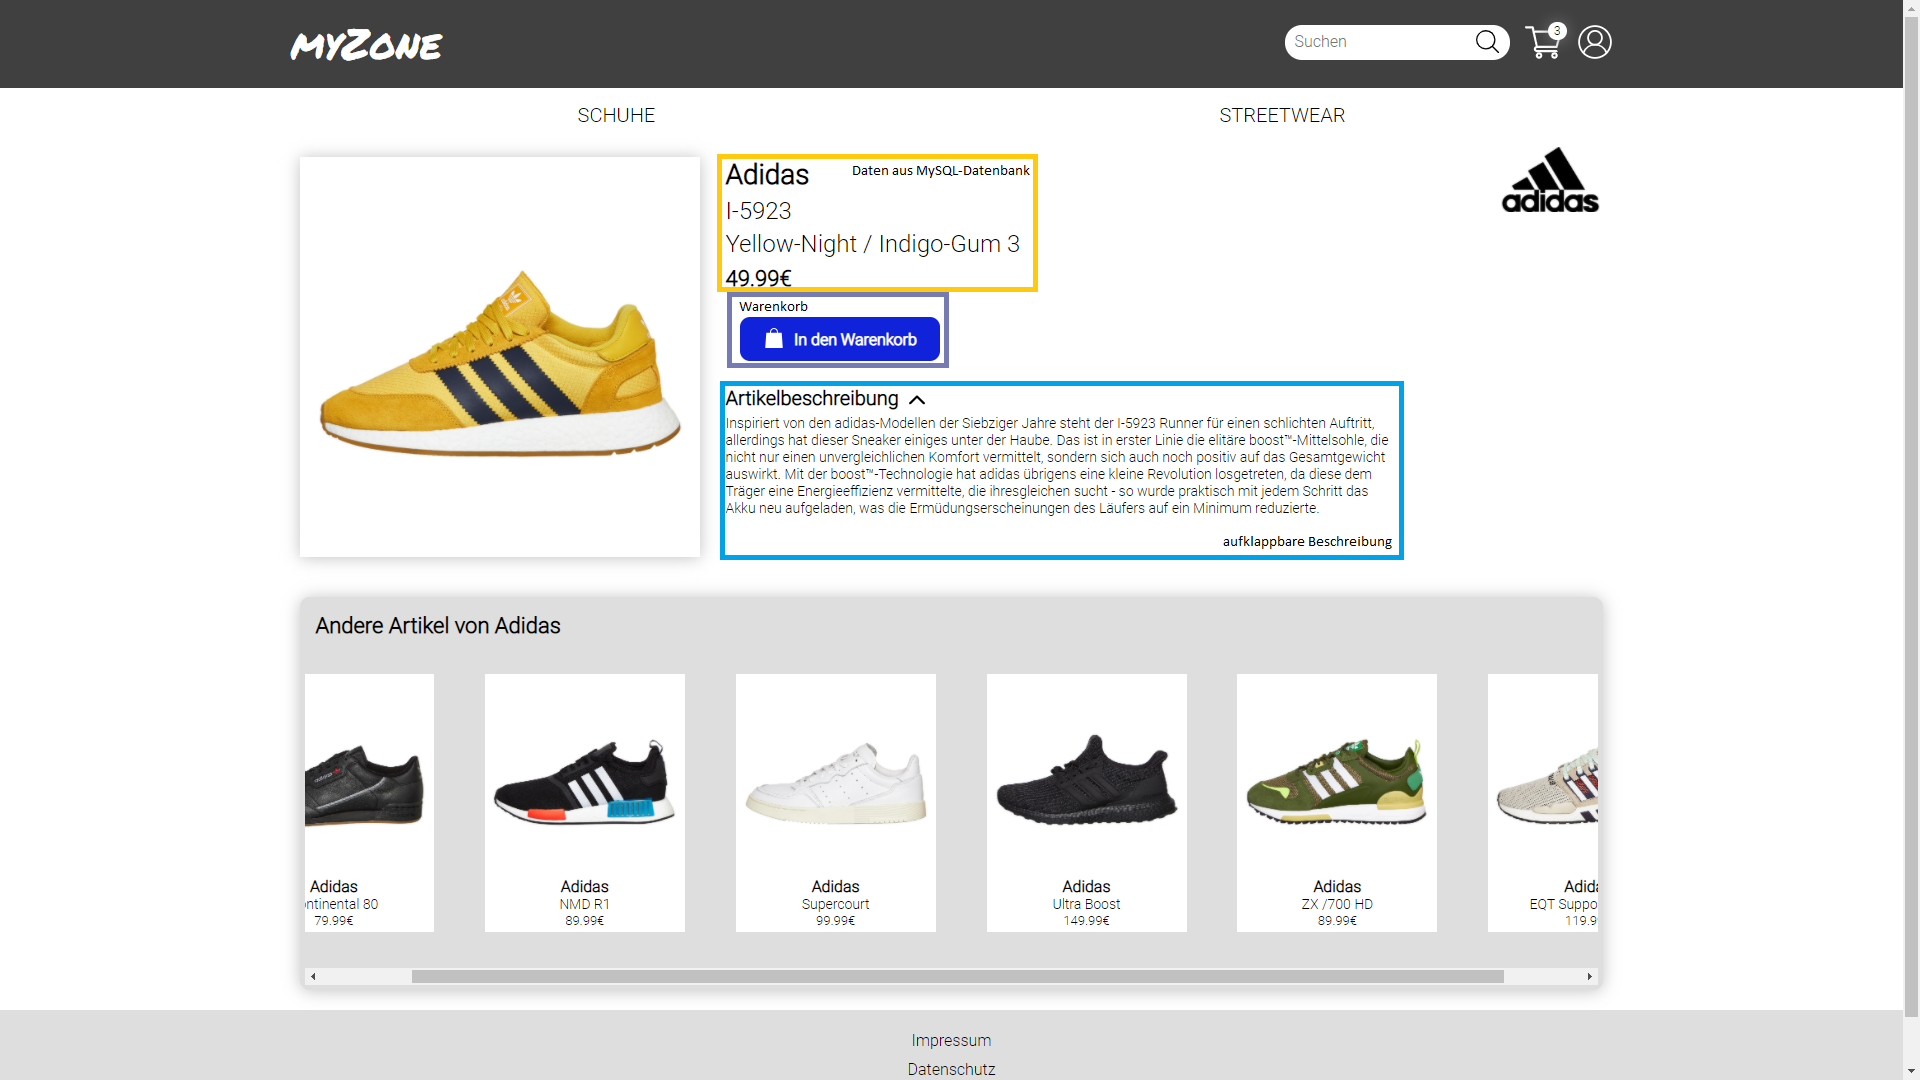 MYZONE
Suchen
3
SCHUHE
STREETWEAR
Adidas
Daten aus MySQL-Datenbank
I-5923
Yellow-Night / Indigo-Gum 3
49.99€
adidas
Warenkorb
In den Warenkorb
Artikelbeschreibung
Inspiriert von den adidas-Modellen der Siebziger Jahre steht der I-5923 Runner für einen schlichten Auftritt,
allerdings hat dieser Sneaker einiges unter der Haube. Das ist in erster Linie die elitäre boost™-Mittelsohle, die
nicht nur einen unvergleichlichen Komfort vermittelt, sondern sich auch noch positiv auf das Gesamtgewicht
auswirkt. Mit der boost™-Technologie hat adidas übrigens eine kleine Revolution losgetreten, da diese dem
Träger eine Energieeffizienz vermittelte, die ihresgleichen sucht - so wurde praktisch mit jedem Schritt das
Akku neu aufgeladen, was die Ermüdungserscheinungen des Läufers auf ein Minimum reduzierte.
aufklappbare Beschreibung
Andere Artikel von Adidas
Adidas
ntinental 80
79.99€
Adidas
NMD R1
89.99€
Adidas
Supercourt
99.99€
Adidas
Ultra Boost
149.99€
Adidas
ZX /700 HD
89.99€
Adid
EQT Suppo
119.9
Impressum
Datenschutz